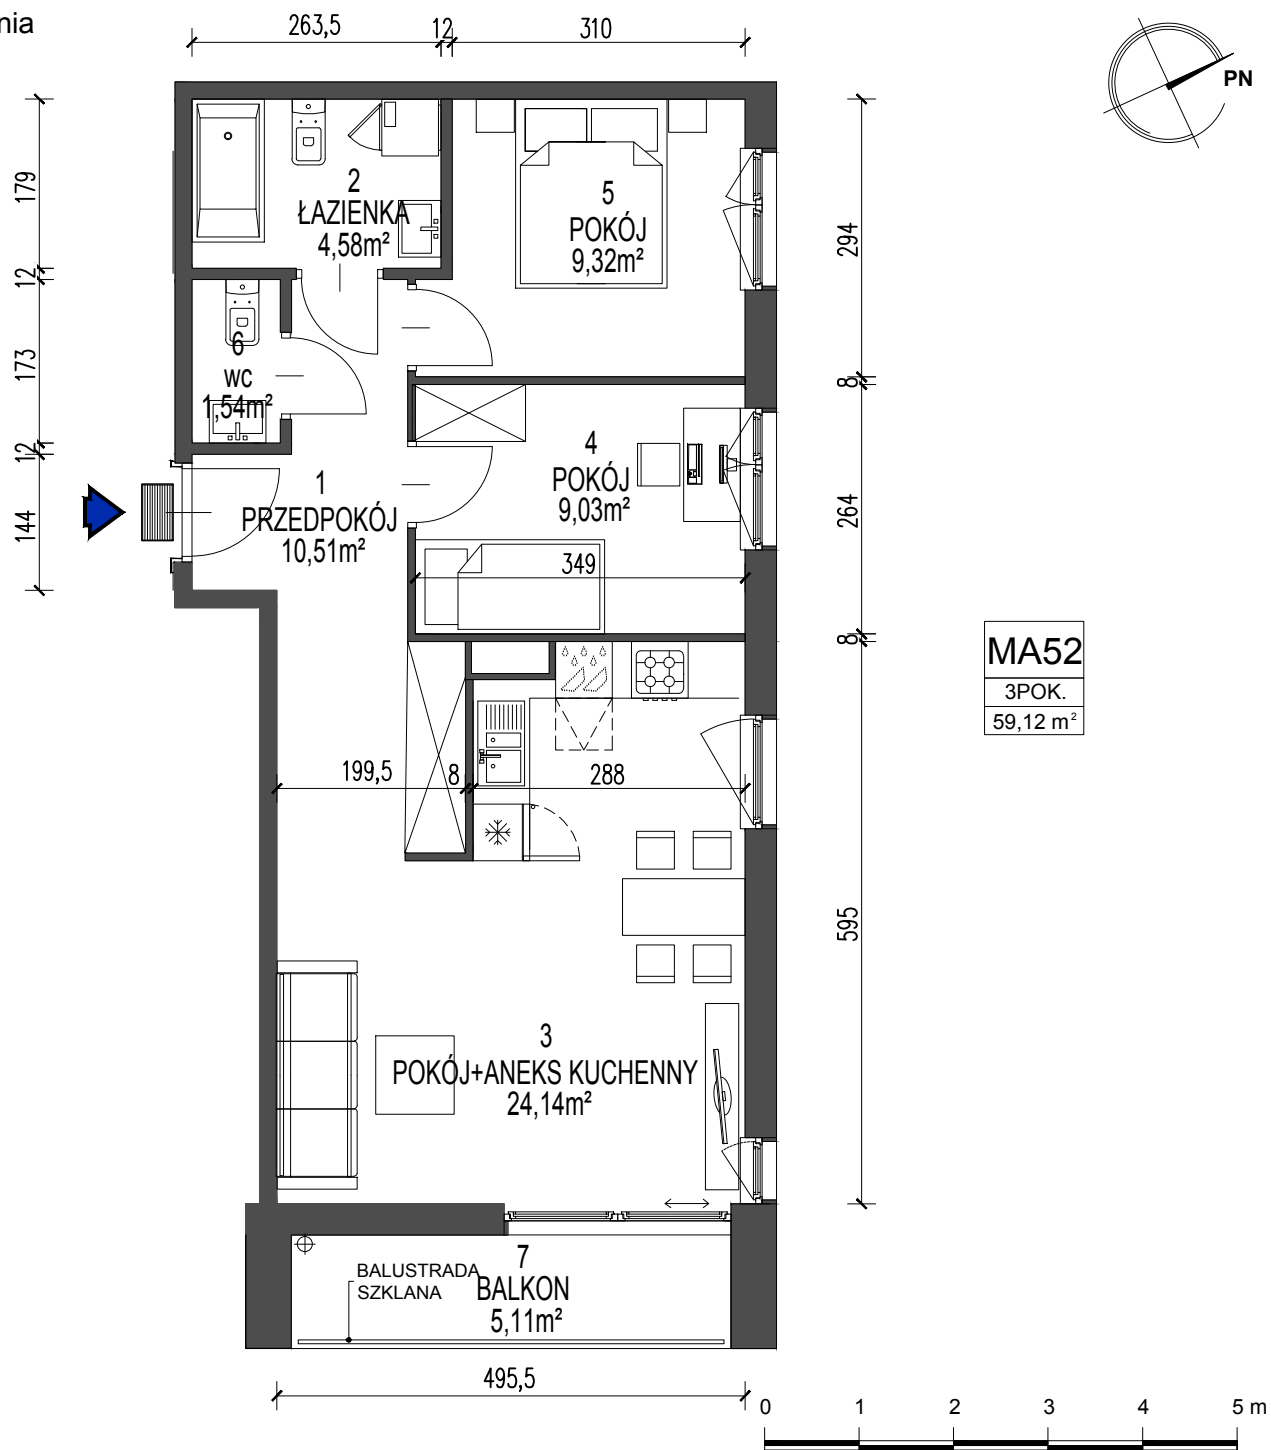 nia
263,5
12
310
PN
179
12
173
12
144
294
8
264
8
595
2
ŁAZIENKA
4,58m²
5
POKÓJ
9,32m²
6
WC
1,54m²
4
POKÓJ
9,03m²
1
PRZEDPOKÓJ
10,51m²
349
MA52
3POK.
59,12 m²
199,5
8
288
3
POKÓJ+ANEKS KUCHENNY
24,14m²
7
BALKON
5,11m²
BALUSTRADA
SZKLANA
495,5
0 1 2 3 4 5 m